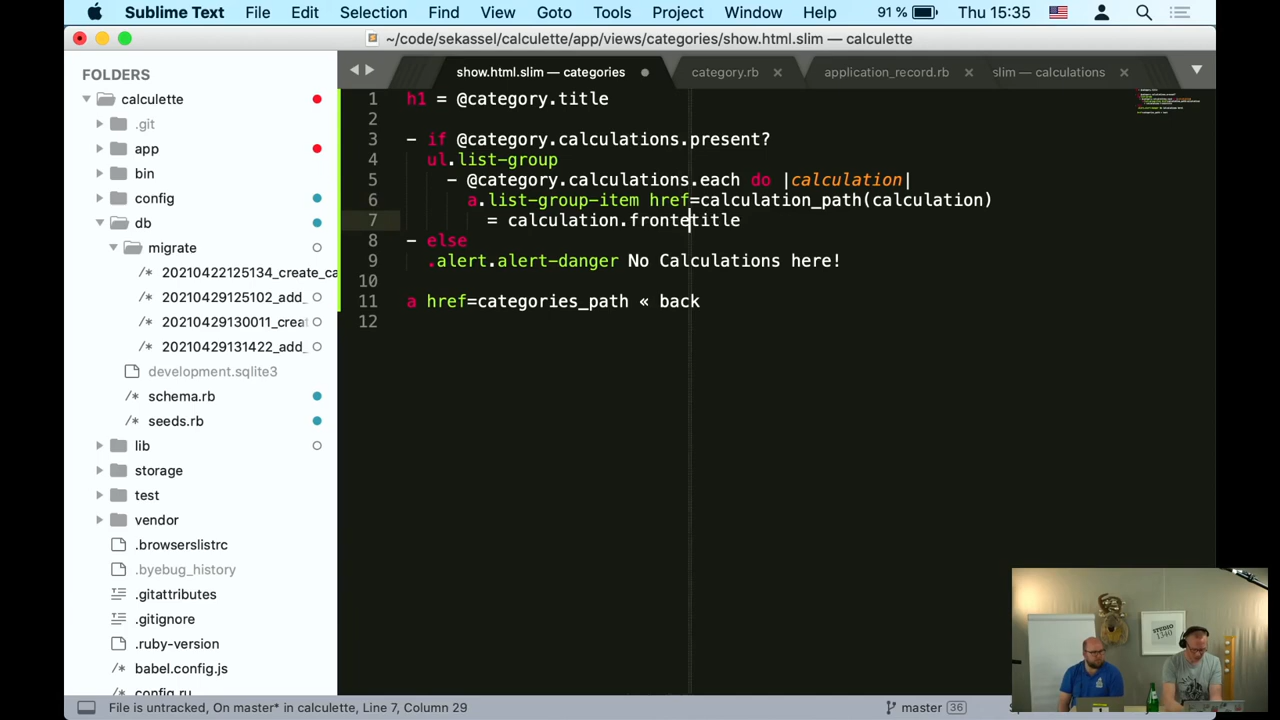 Sublime Text File Edit Selection Find View Goto Tools Project Window Help 91 % Thu 15:35
~/code/sekassel/calculette/app/views/categories/show.html.slim — calculette
FOLDERS
calculette
.git
app
bin
config
db
migrate
/* 20210422125134_create_ca
/* 20210429125102_add_
/* 20210429130011_crea
/* 20210429131422_add_
development.sqlite3
/* schema.rb
/* seeds.rb
lib
storage
test
vendor
.browserslistrc
.byebug_history
.gitattributes
.gitignore
.ruby-version
/* babel.config.js
config.ru
show.html.slim — categories
category.rb
application_record.rb
slim — calculations
1 h1 = @category.title
2
3 - if @category.calculations.present?
4 ul.list-group
5 - @category.calculations.each do |calculation|
6 a.list-group-item href=calculation_path(calculation)
7 = calculation.frontetitle
8 - else
9 .alert.alert-danger No Calculations here!
10
11 a href=categories_path « back
12
STUDIO
1340
File is untracked, On master* in calculette, Line 7, Column 29
master 36